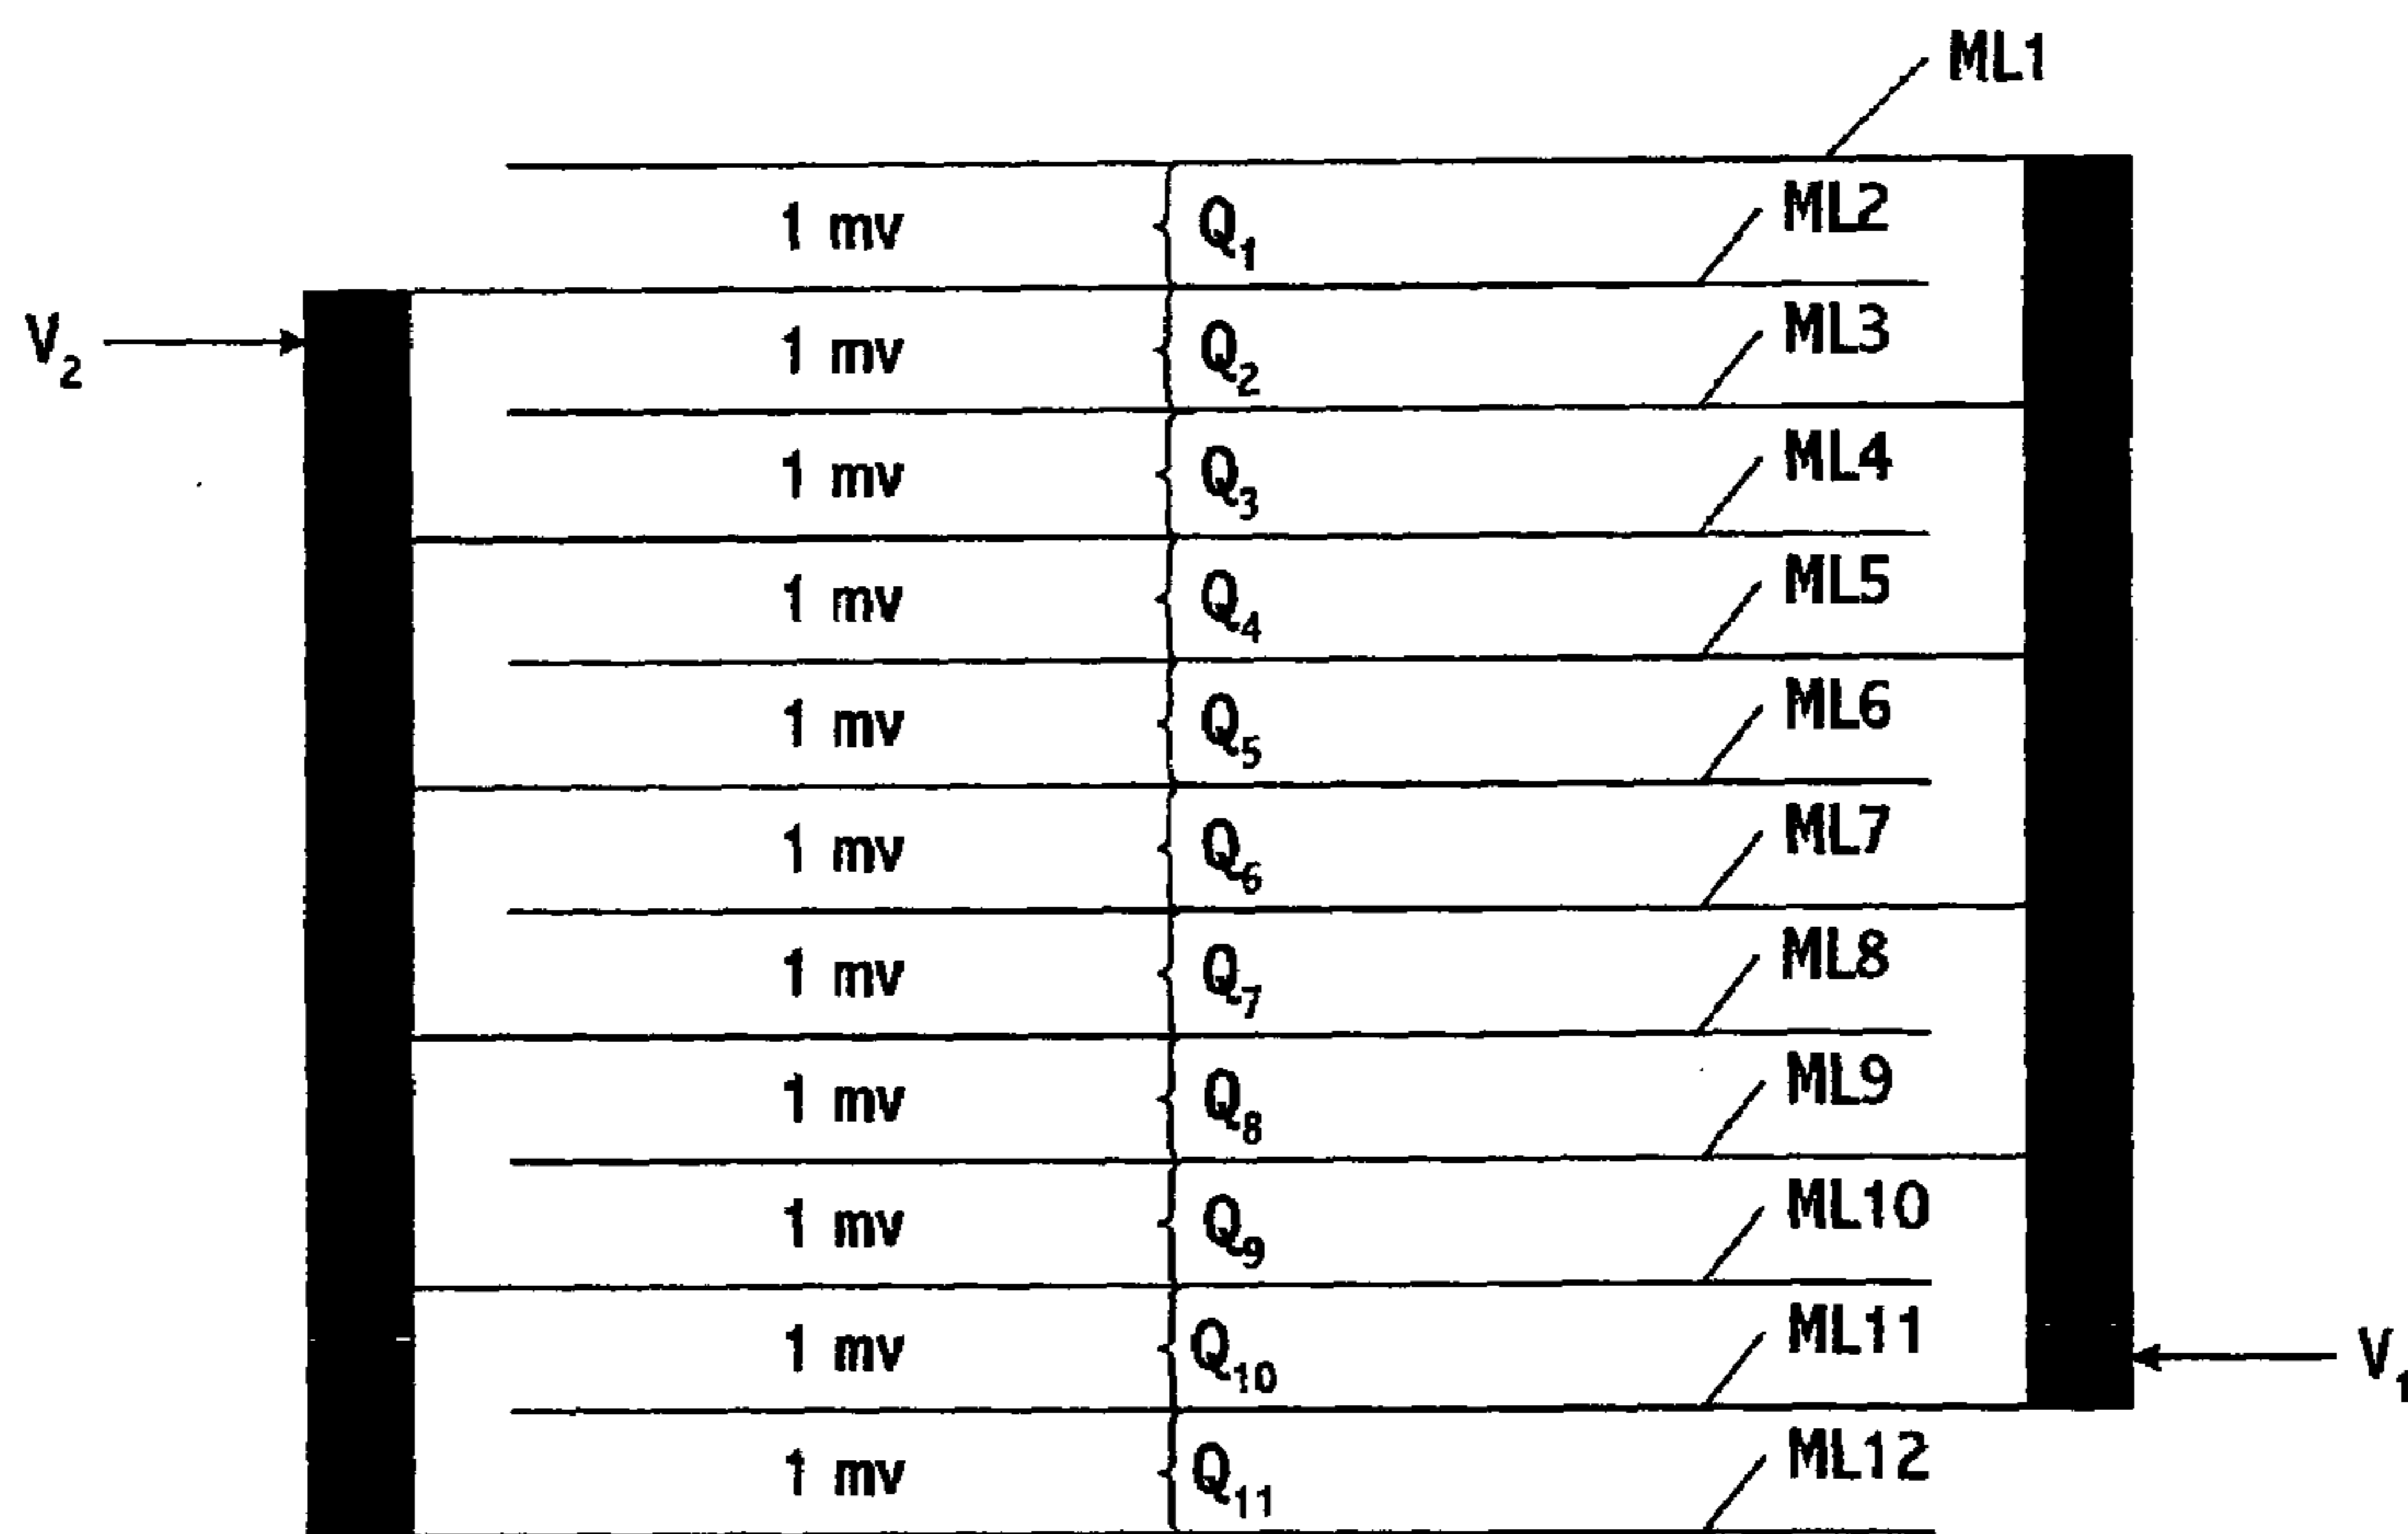 ML1
1 mv Q1 ML2
V2 1 mv Q2 ML3
1 mv Q3 ML4
1 mv Q4 ML5
1 mv Q5 ML6
1 mv Q6 ML7
1 mv Q7 ML8
1 mv Q8 ML9
1 mv Q9 ML10
1 mv Q10 ML11
V1
1 mv Q11 ML12